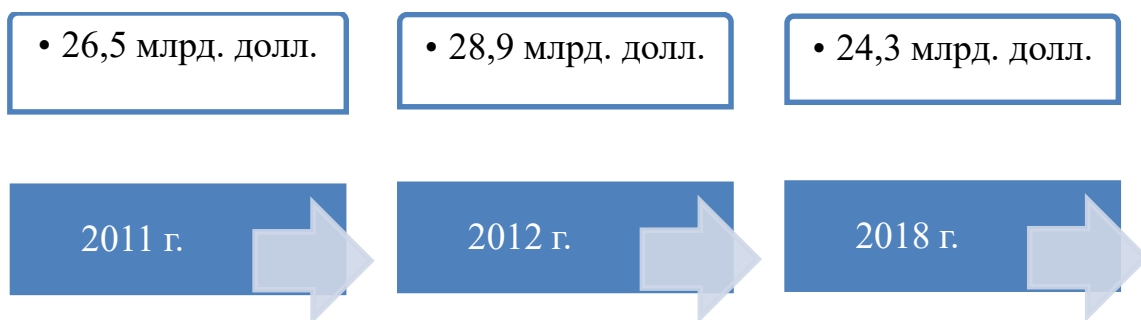 • 26,5 млрд. долл.
• 28,9 млрд. долл.
• 24,3 млрд. долл.
2011 г.
2012 г.
2018 г.